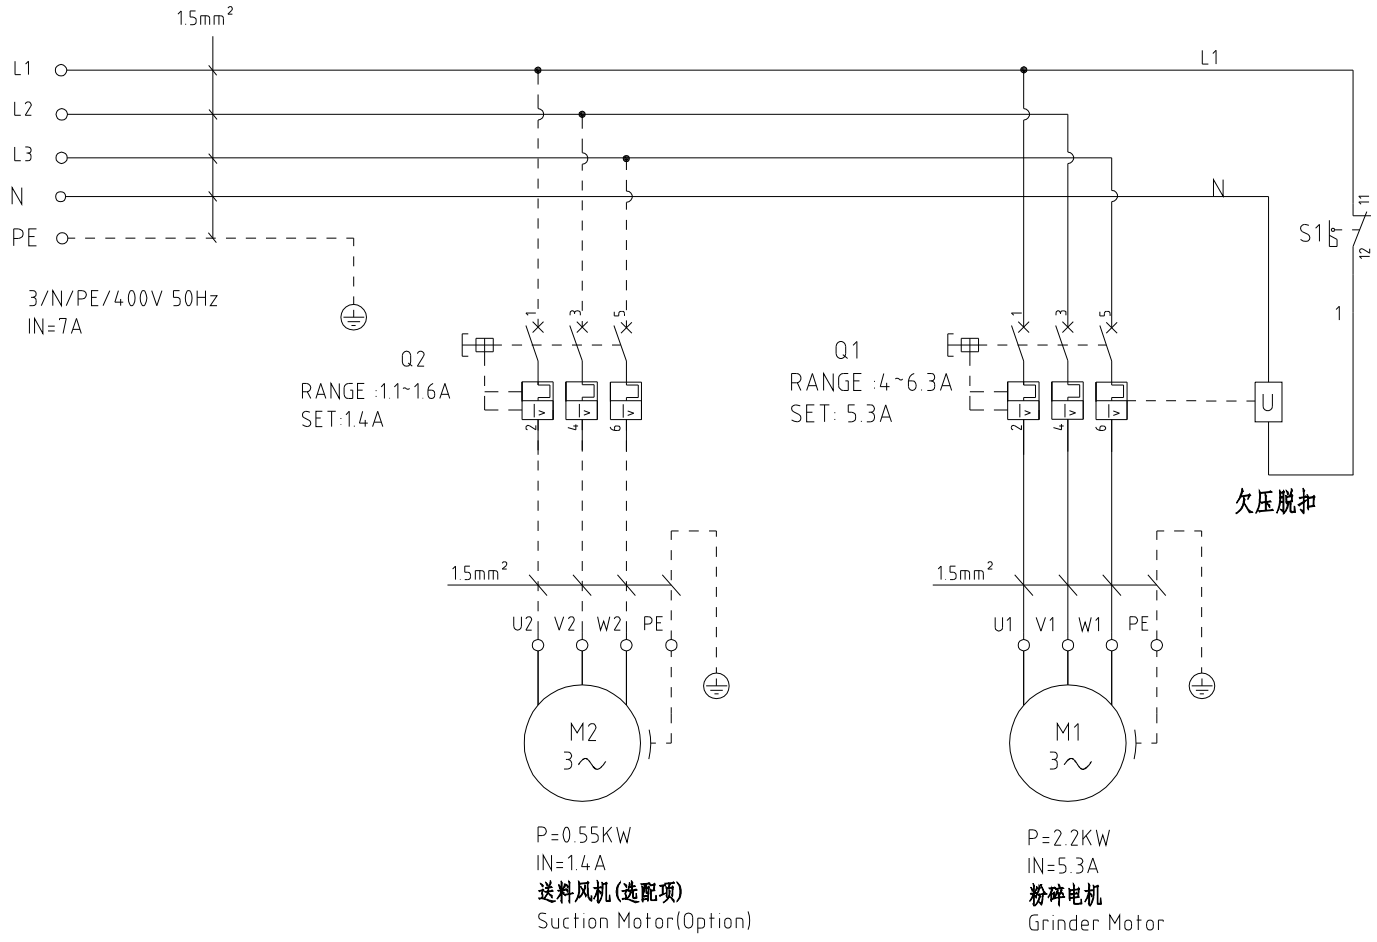 1.5mm²
L1
L1
L2
L3
N
N
PE
3/N/PE/400V 50Hz
IN=7A
11
S1
12
1
1
3
5
Q2
RANGE :1.1~1.6A
SET:1.4A
I>
I>
I>
2
4
6
1
3
5
Q1
RANGE :4~6.3A
SET: 5.3A
I>
I>
I>
2
4
6
U
欠压脱扣
1.5mm²
U2
V2
W2
PE
1.5mm²
U1
V1
W1
PE
M2
3~
M1
3~
P=0.55KW
IN=1.4A
送料风机(选配项)
Suction Motor(Option)
P=2.2KW
IN=5.3A
粉碎电机
Grinder Motor